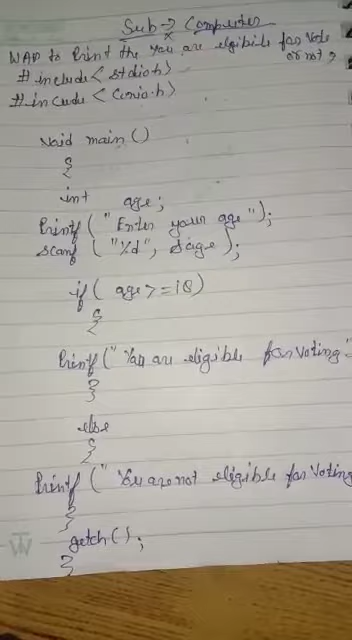 Sub → Computer
WAP to Print the You are eligibile for Vote
or not ?
# include < stdio.h>
# incude < Conio.h)
Void main ()
{
int age;
Printf (" Enter your age ");
scanf ( "%d", &age );
if ( age >= 18)
{
Printf (" You are eligible for Voting "
}
else
{
Printf (" You are not eligible for Voting
}
getch();
}